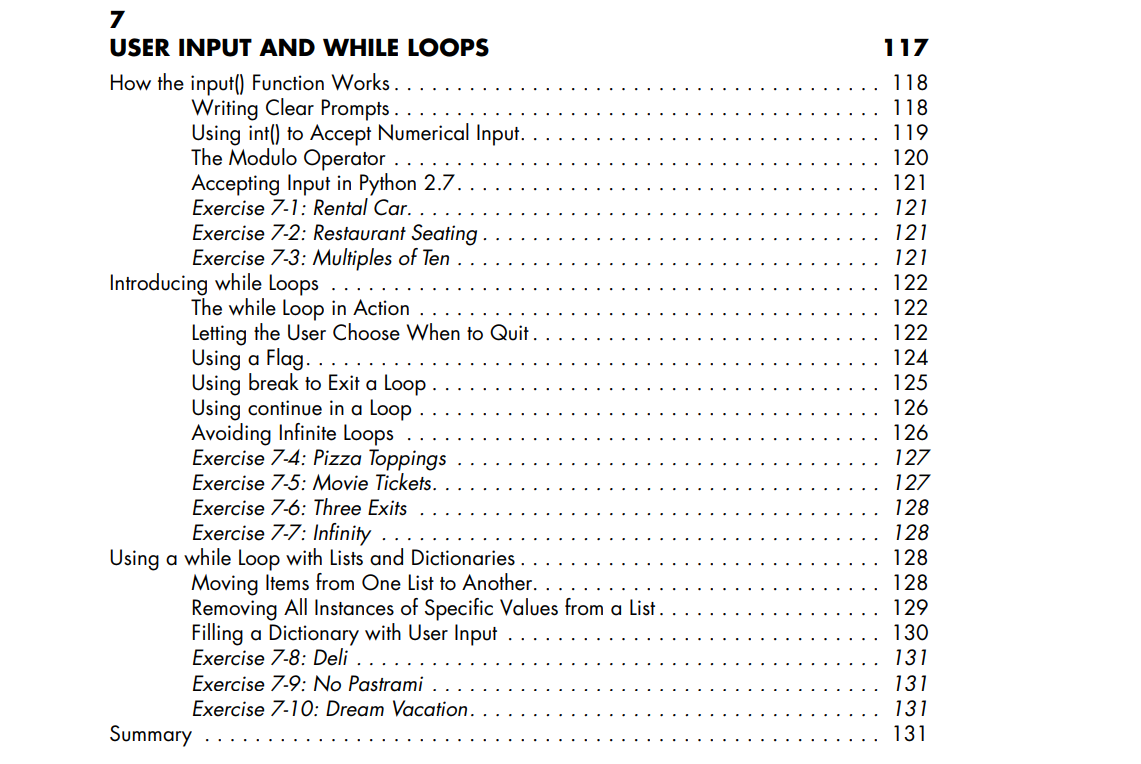 7
USER INPUT AND WHILE LOOPS 117
How the input() Function Works . . . . . . . . . . . . . . . . . . . . . . . . . . . . . . . . . . . . . . . 118
Writing Clear Prompts . . . . . . . . . . . . . . . . . . . . . . . . . . . . . . . . . . . . . . . 118
Using int() to Accept Numerical Input. . . . . . . . . . . . . . . . . . . . . . . . . . . . . 119
The Modulo Operator . . . . . . . . . . . . . . . . . . . . . . . . . . . . . . . . . . . . . . . 120
Accepting Input in Python 2.7. . . . . . . . . . . . . . . . . . . . . . . . . . . . . . . . . . 121
Exercise 7-1: Rental Car. . . . . . . . . . . . . . . . . . . . . . . . . . . . . . . . . . . . . . 121
Exercise 7-2: Restaurant Seating . . . . . . . . . . . . . . . . . . . . . . . . . . . . . . . . 121
Exercise 7-3: Multiples of Ten . . . . . . . . . . . . . . . . . . . . . . . . . . . . . . . . . . 121
Introducing while Loops . . . . . . . . . . . . . . . . . . . . . . . . . . . . . . . . . . . . . . . . . . . . 122
The while Loop in Action . . . . . . . . . . . . . . . . . . . . . . . . . . . . . . . . . . . . . 122
Letting the User Choose When to Quit . . . . . . . . . . . . . . . . . . . . . . . . . . . . 122
Using a Flag. . . . . . . . . . . . . . . . . . . . . . . . . . . . . . . . . . . . . . . . . . . . . . 124
Using break to Exit a Loop . . . . . . . . . . . . . . . . . . . . . . . . . . . . . . . . . . . . 125
Using continue in a Loop . . . . . . . . . . . . . . . . . . . . . . . . . . . . . . . . . . . . . 126
Avoiding Infinite Loops . . . . . . . . . . . . . . . . . . . . . . . . . . . . . . . . . . . . . . 126
Exercise 7-4: Pizza Toppings . . . . . . . . . . . . . . . . . . . . . . . . . . . . . . . . . . 127
Exercise 7-5: Movie Tickets. . . . . . . . . . . . . . . . . . . . . . . . . . . . . . . . . . . . 127
Exercise 7-6: Three Exits . . . . . . . . . . . . . . . . . . . . . . . . . . . . . . . . . . . . . 128
Exercise 7-7: Infinity . . . . . . . . . . . . . . . . . . . . . . . . . . . . . . . . . . . . . . . . 128
Using a while Loop with Lists and Dictionaries . . . . . . . . . . . . . . . . . . . . . . . . . . . . . 128
Moving Items from One List to Another. . . . . . . . . . . . . . . . . . . . . . . . . . . . 128
Removing All Instances of Specific Values from a List . . . . . . . . . . . . . . . . . . 129
Filling a Dictionary with User Input . . . . . . . . . . . . . . . . . . . . . . . . . . . . . . 130
Exercise 7-8: Deli . . . . . . . . . . . . . . . . . . . . . . . . . . . . . . . . . . . . . . . . . . 131
Exercise 7-9: No Pastrami . . . . . . . . . . . . . . . . . . . . . . . . . . . . . . . . . . . . 131
Exercise 7-10: Dream Vacation. . . . . . . . . . . . . . . . . . . . . . . . . . . . . . . . . 131
Summary . . . . . . . . . . . . . . . . . . . . . . . . . . . . . . . . . . . . . . . . . . . . . . . . . . . . . . 131